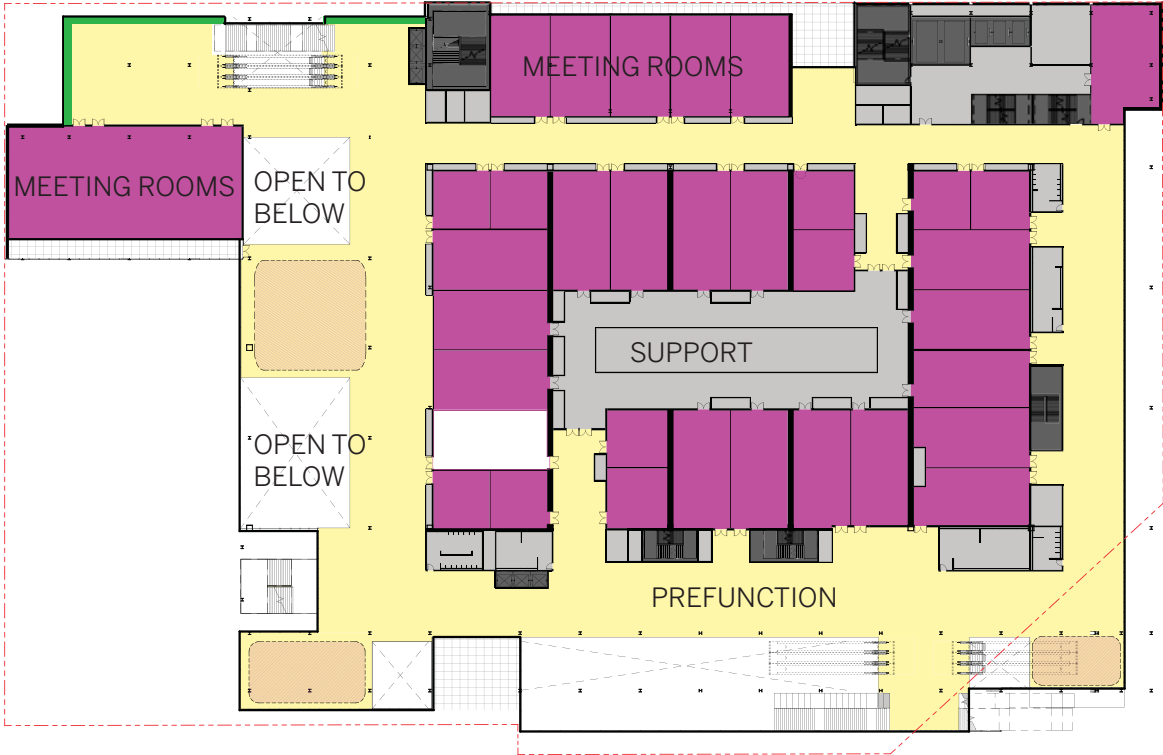 MEETING ROOMS
MEETING ROOMS
OPEN TO
BELOW
SUPPORT
OPEN TO
BELOW
PREFUNCTION